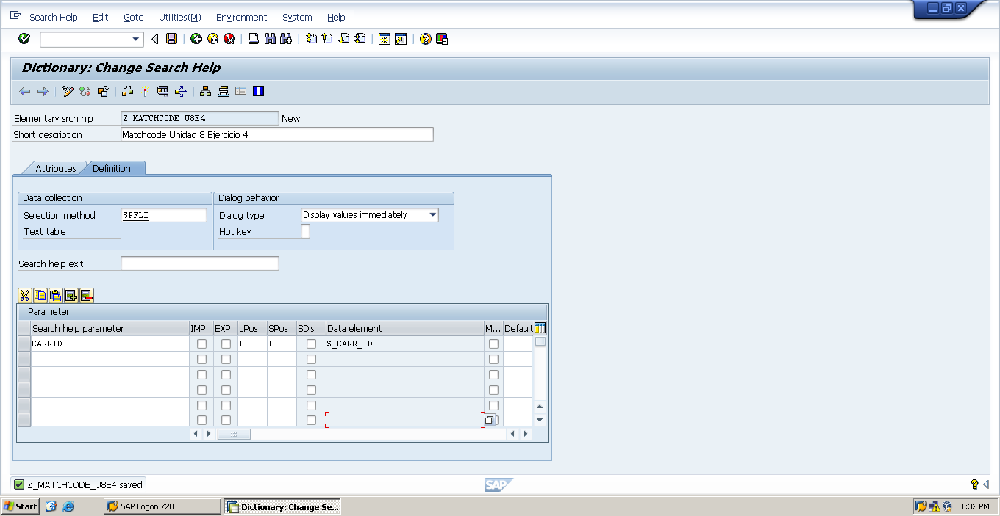 Search Help Edit Goto Utilities(M) Environment System Help
Dictionary: Change Search Help
Elementary srch hlp Z_MATCHCODE_U8E4 New
Short description Matchcode Unidad 8 Ejercicio 4
Attributes Definition
Data collection Dialog behavior
Selection method SPFLI Dialog type Display values immediately
Text table Hot key
Search help exit
Parameter
Search help parameter IMP EXP LPos SPos SDis Data element M... Default
CARRID 1 1 S_CARR_ID
Z_MATCHCODE_U8E4 saved SAP
Start SAP Logon 720 Dictionary: Change Se... 1:32 PM